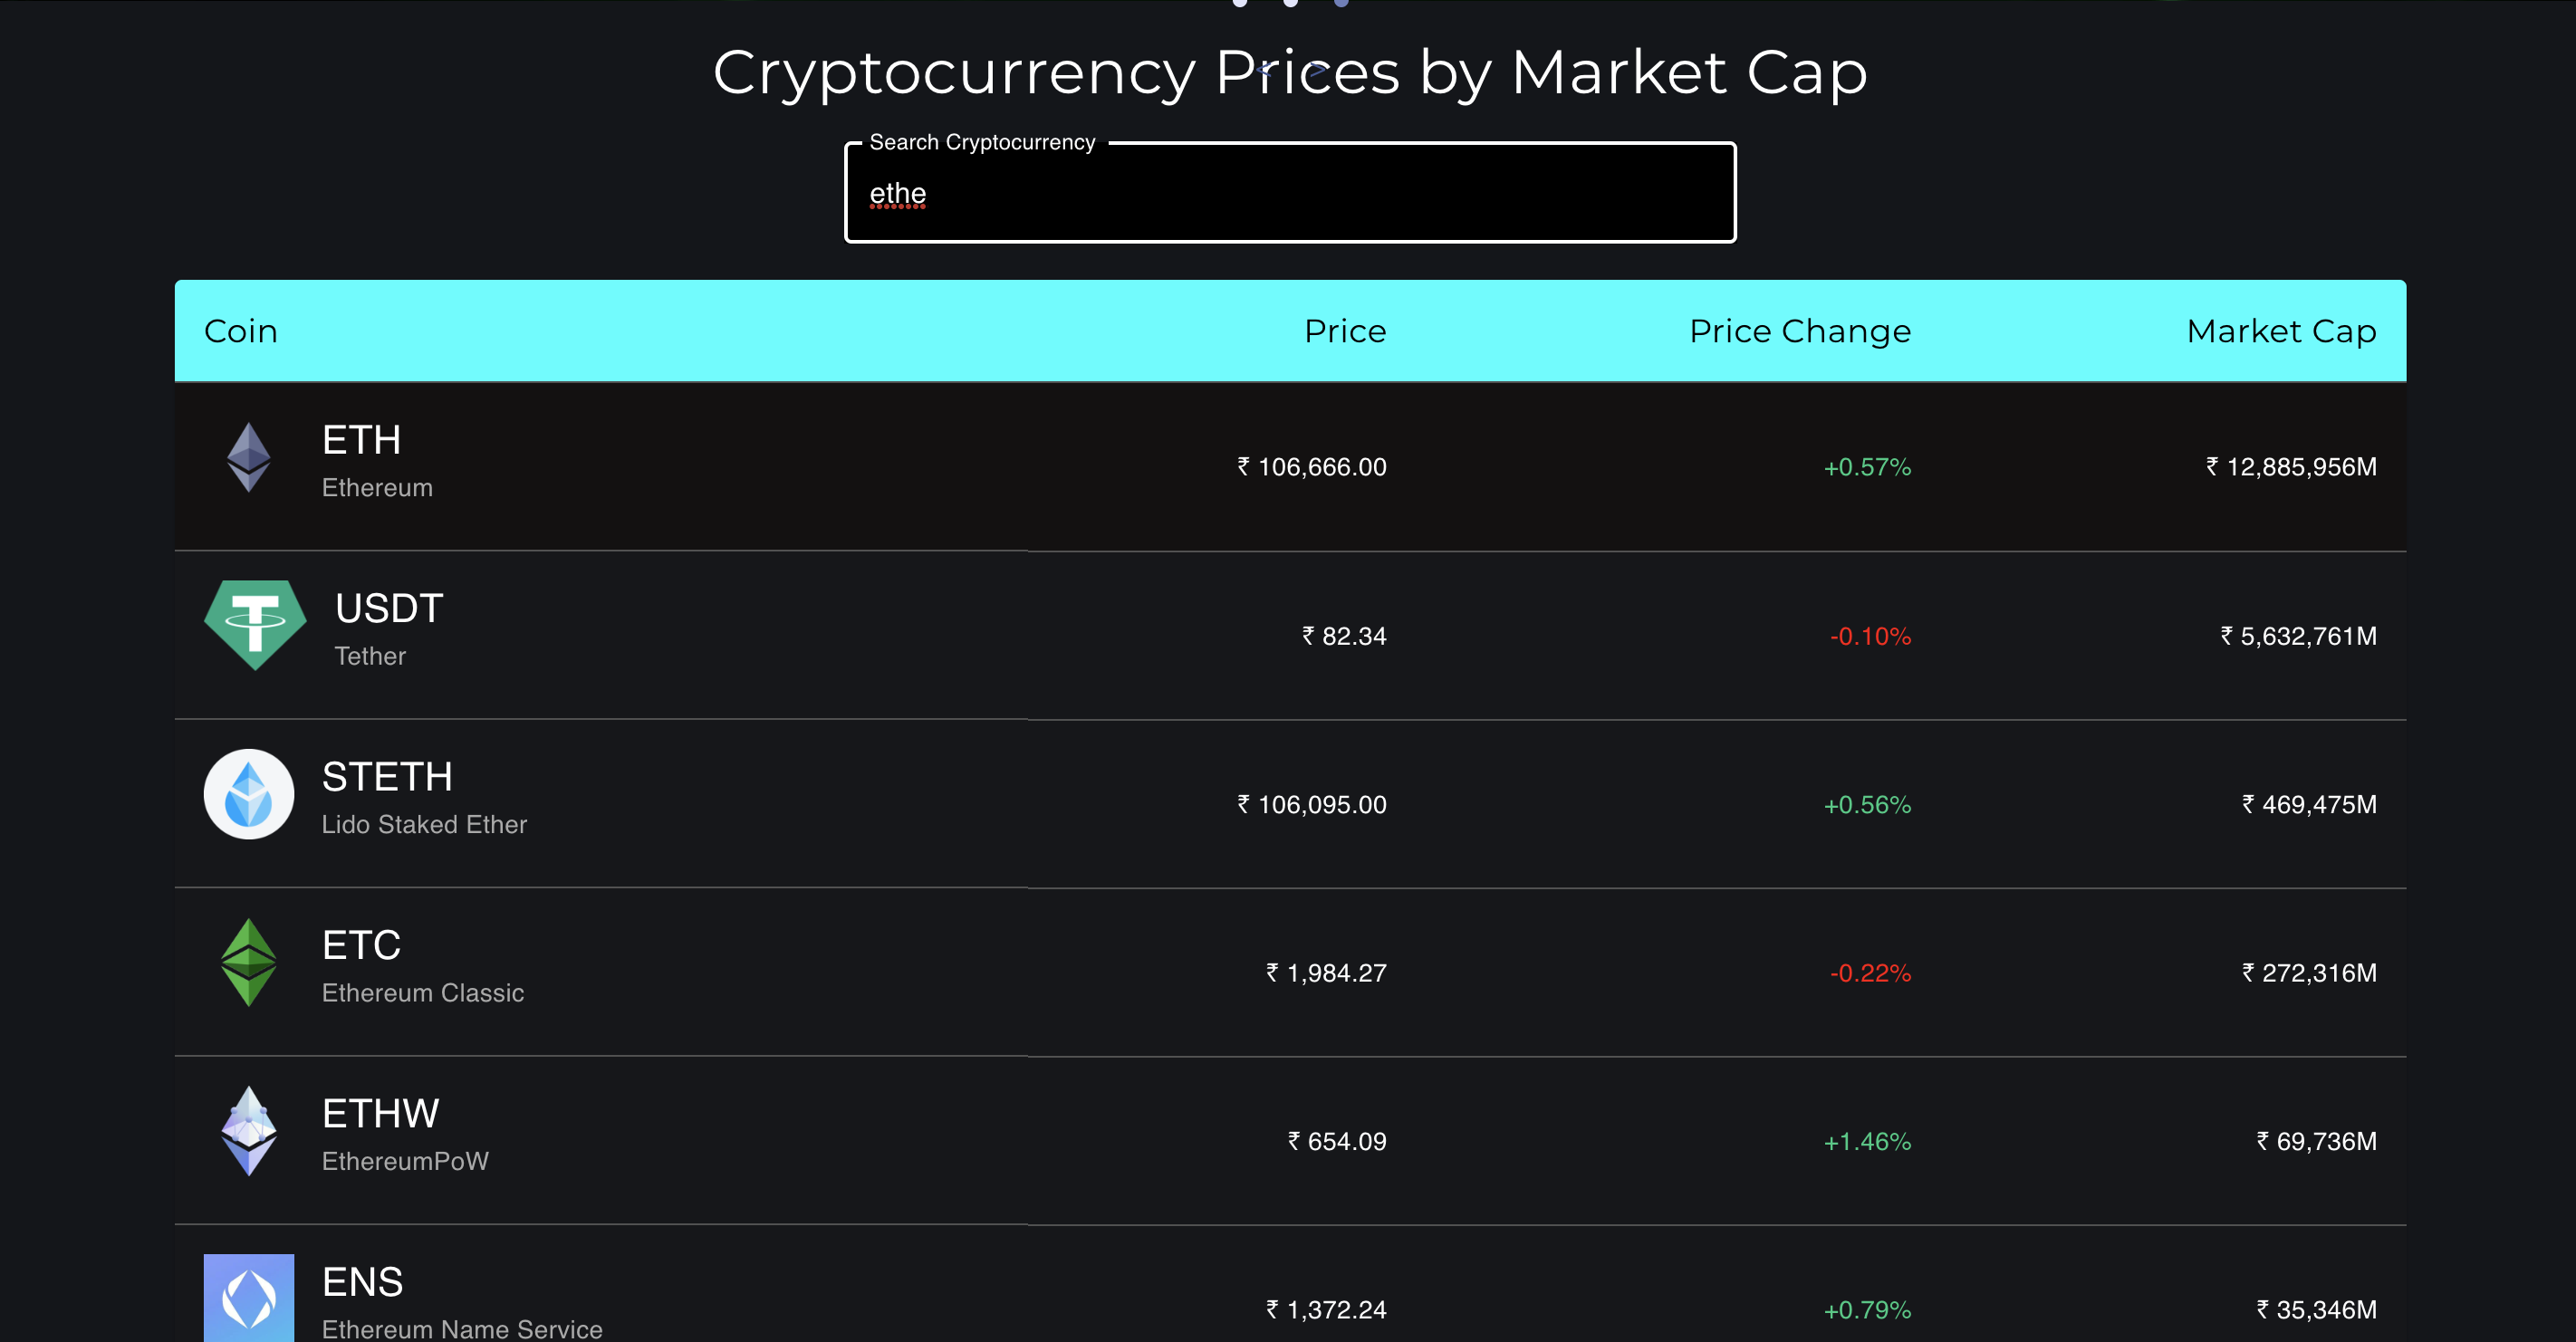 Cryptocurrency Prices by Market Cap
< >
Search Cryptocurrency
ethe
Coin Price Price Change Market Cap
ETH
Ethereum
₹ 106,666.00 +0.57% ₹ 12,885,956M
USDT
Tether
₹ 82.34 -0.10% ₹ 5,632,761M
STETH
Lido Staked Ether
₹ 106,095.00 +0.56% ₹ 469,475M
ETC
Ethereum Classic
₹ 1,984.27 -0.22% ₹ 272,316M
ETHW
EthereumPoW
₹ 654.09 +1.46% ₹ 69,736M
ENS
Ethereum Name Service
₹ 1,372.24 +0.79% ₹ 35,346M